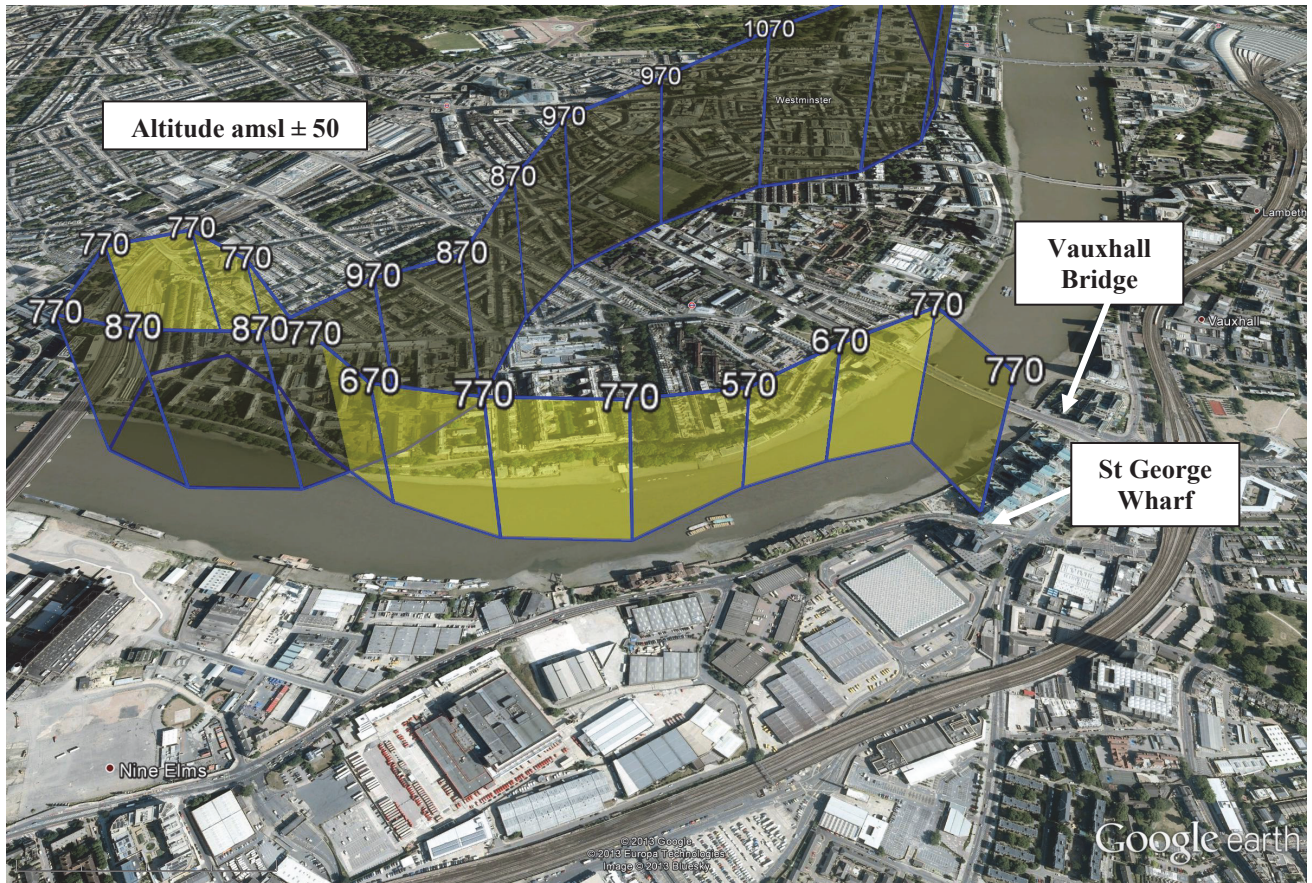 1070
970
Westminster
970
Altitude amsl ± 50
870
Lambeth
770
770
770
Vauxhall
Bridge
970
870
770
870
870
770
770
670
Vauxhall
670
770
770
570
770
St George
Wharf
Nine Elms
© 2013 Google
© 2013 Europa Technologies
Image © 2013 Bluesky
Google earth